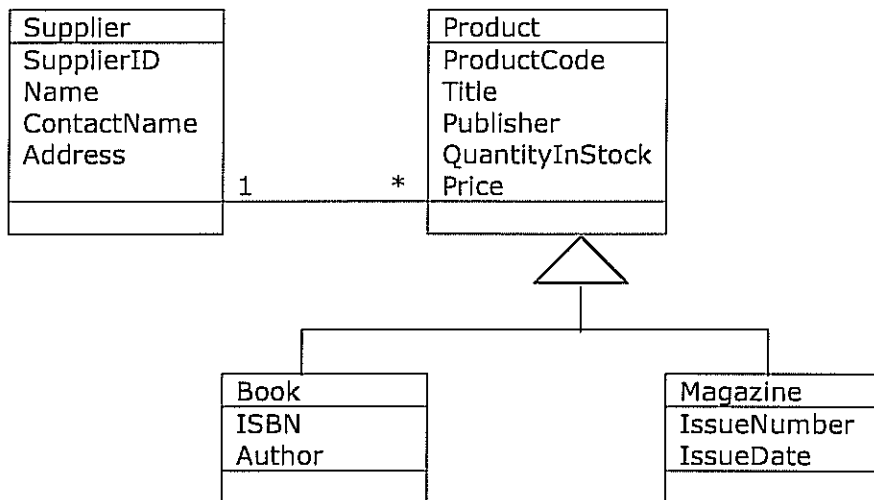 Supplier
SupplierID
Name
ContactName
Address
1
*
Product
ProductCode
Title
Publisher
QuantityInStock
Price
Book
ISBN
Author
Magazine
IssueNumber
IssueDate